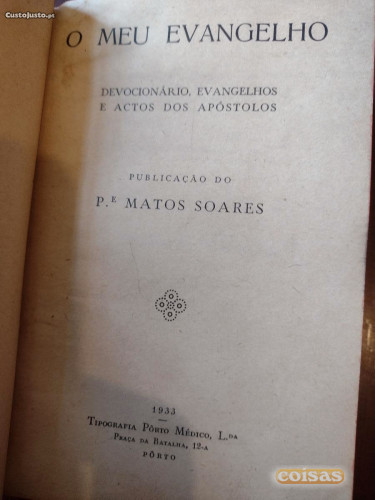 CustoJusto.pt
O MEU EVANGELHO
DEVOCIONÁRIO, EVANGELHOS
E ACTOS DOS APÓSTOLOS
PUBLICAÇÃO DO
P.E MATOS SOARES
1933
TIPOGRAFIA PÔRTO MÉDICO, L.DA
PRAÇA DA BATALHA, 12-A
PÔRTO
coisas